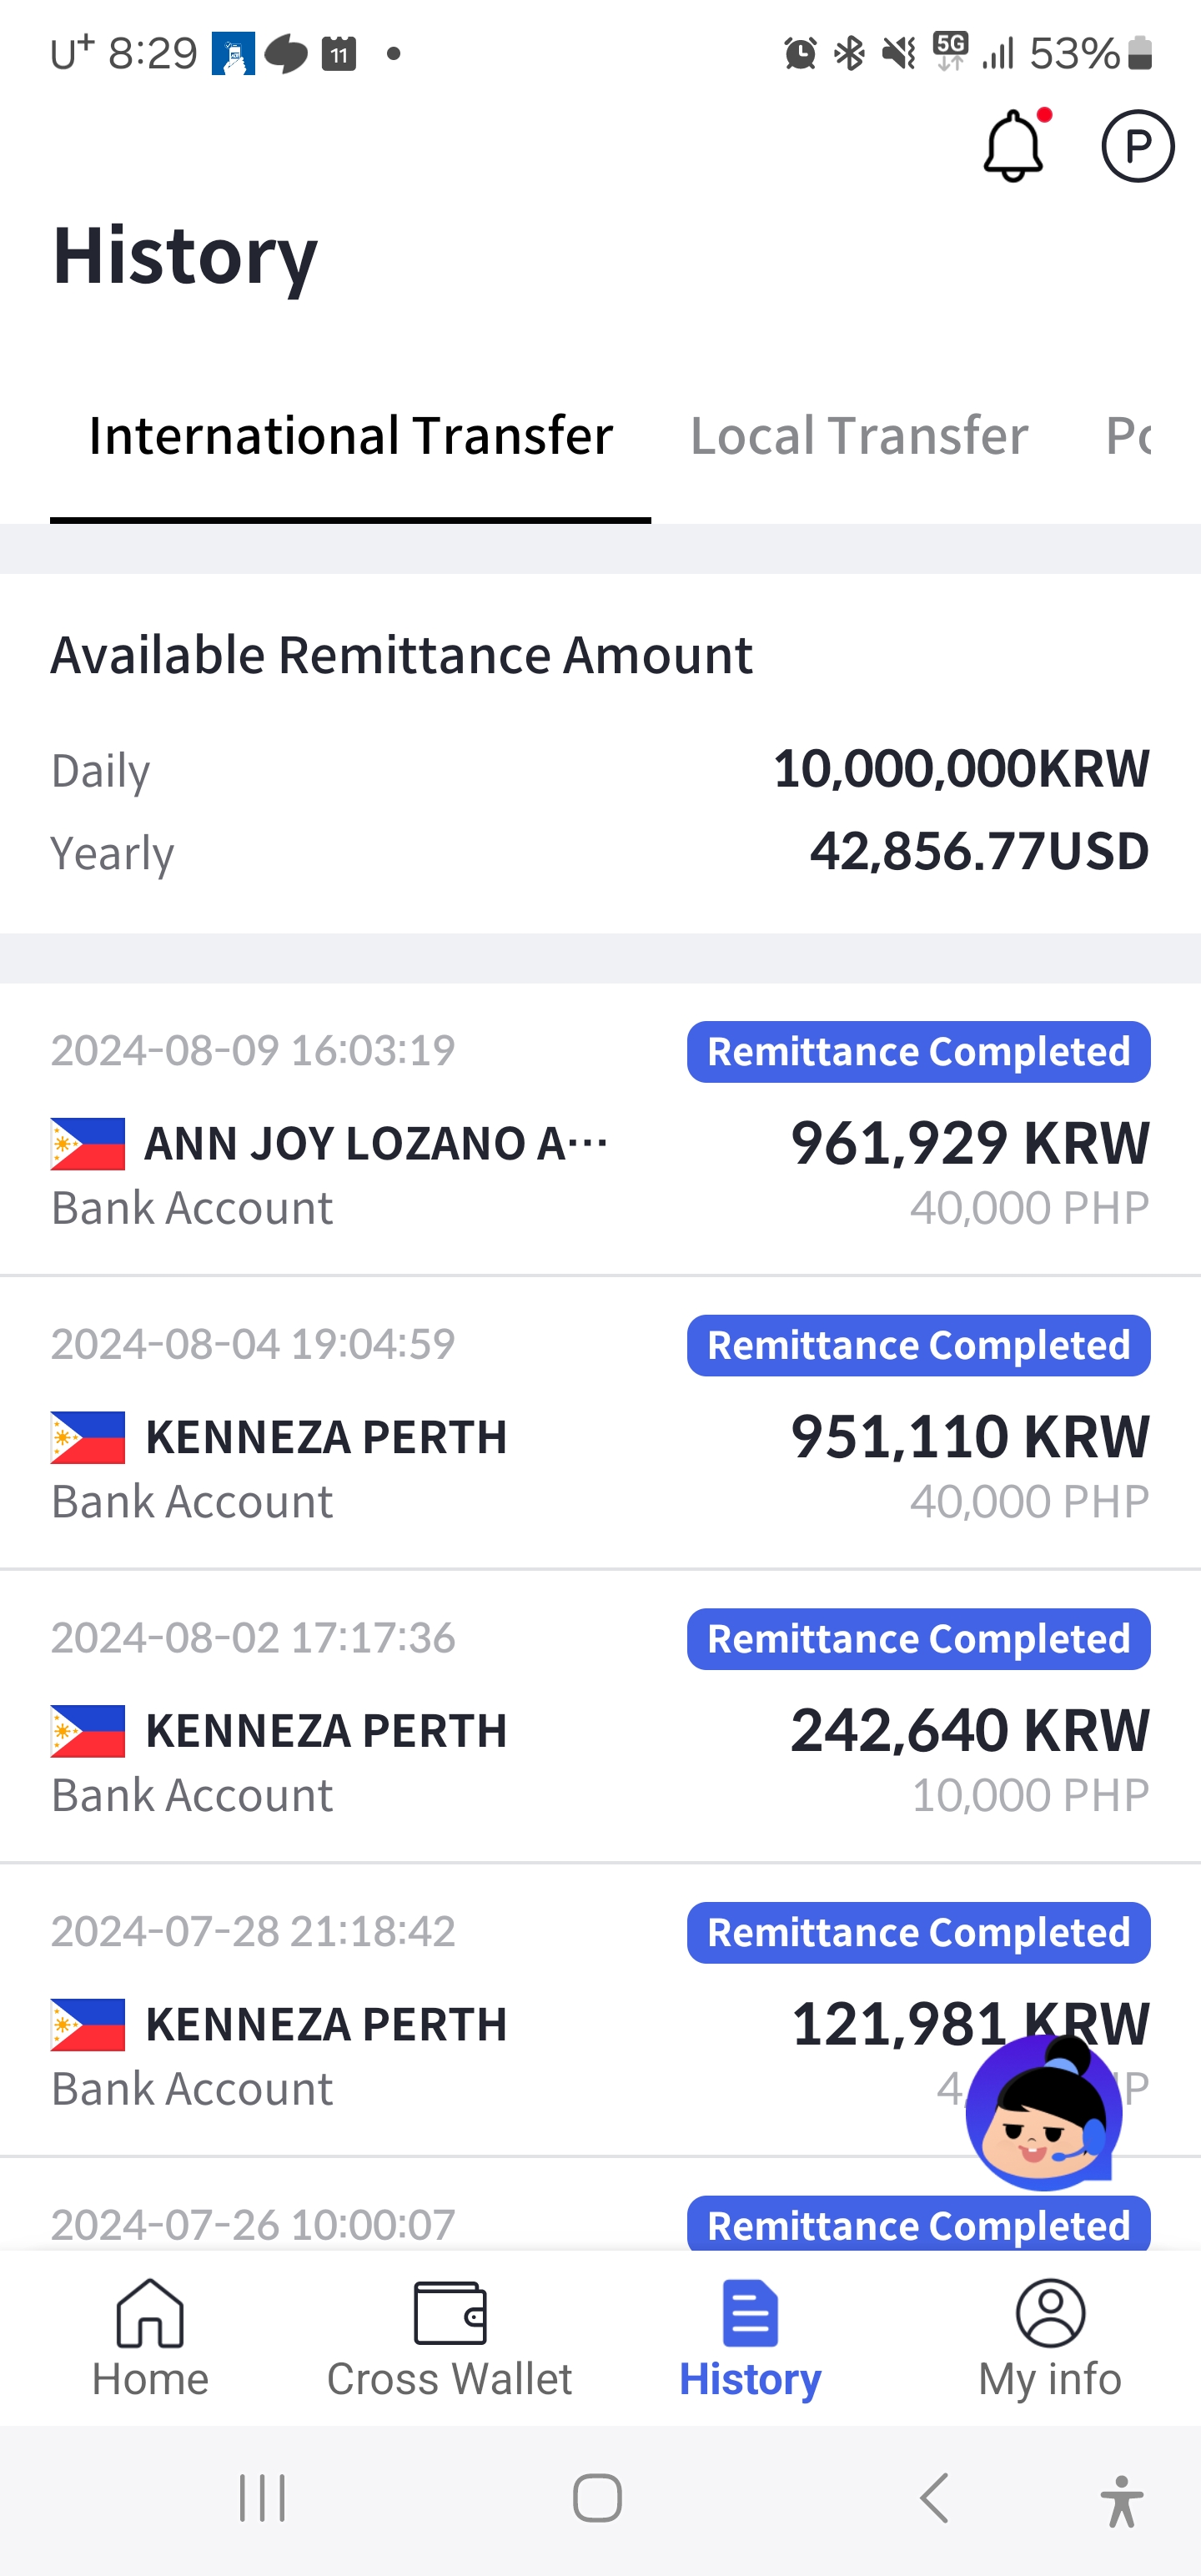 U+ 8:29 11 5G 53%
P
History
International Transfer Local Transfer
Available Remittance Amount
Daily 10,000,000KRW
Yearly 42,856.77USD
2024-08-09 16:03:19 Remittance Completed
ANN JOY LOZANO A... 961,929 KRW
Bank Account 40,000 PHP
2024-08-04 19:04:59 Remittance Completed
KENNEZA PERTH 951,110 KRW
Bank Account 40,000 PHP
2024-08-02 17:17:36 Remittance Completed
KENNEZA PERTH 242,640 KRW
Bank Account 10,000 PHP
2024-07-28 21:18:42 Remittance Completed
KENNEZA PERTH 121,981 KRW
Bank Account
2024-07-26 10:00:07 Remittance Completed
Home Cross Wallet History My info